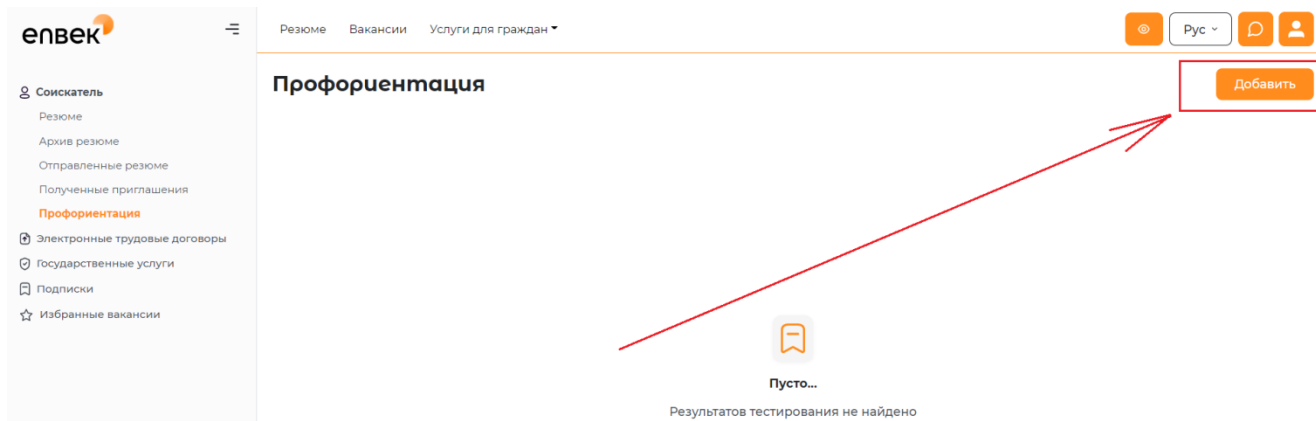 enbek
Резюме Вакансии Услуги для граждан
Рус
Соискатель
Резюме
Архив резюме
Отправленные резюме
Полученные приглашения
Профориентация
Электронные трудовые договоры
Государственные услуги
Подписки
Избранные вакансии
Профориентация
Добавить
Пусто...
Результатов тестирования не найдено